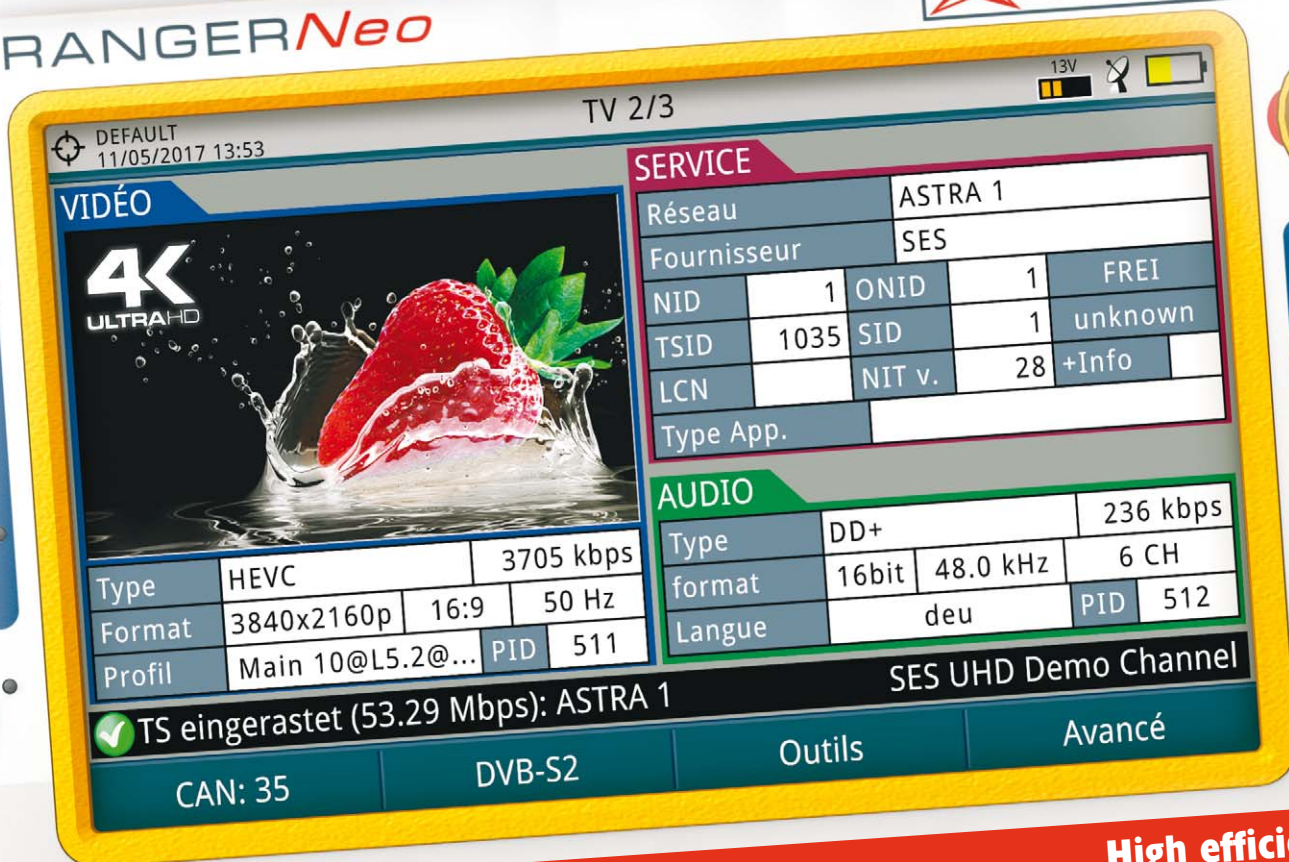 RANGERNeo
DEFAULT
11/05/2017 13:53
TV 2/3
13V
VIDÉO
4K
ULTRAHD
Type HEVC 3705 kbps
Format 3840x2160p 16:9 50 Hz
Profil Main 10@L5.2@... PID 511
SERVICE
Réseau ASTRA 1
Fournisseur SES
NID 1 ONID 1 FREI
TSID 1035 SID 1 unknown
LCN NIT v. 28 +Info
Type App.
AUDIO
Type DD+ 236 kbps
format 16bit 48.0 kHz 6 CH
Langue deu PID 512
TS eingerastet (53.29 Mbps): ASTRA 1 SES UHD Demo Channel
CAN: 35 DVB-S2 Outils Avancé
High